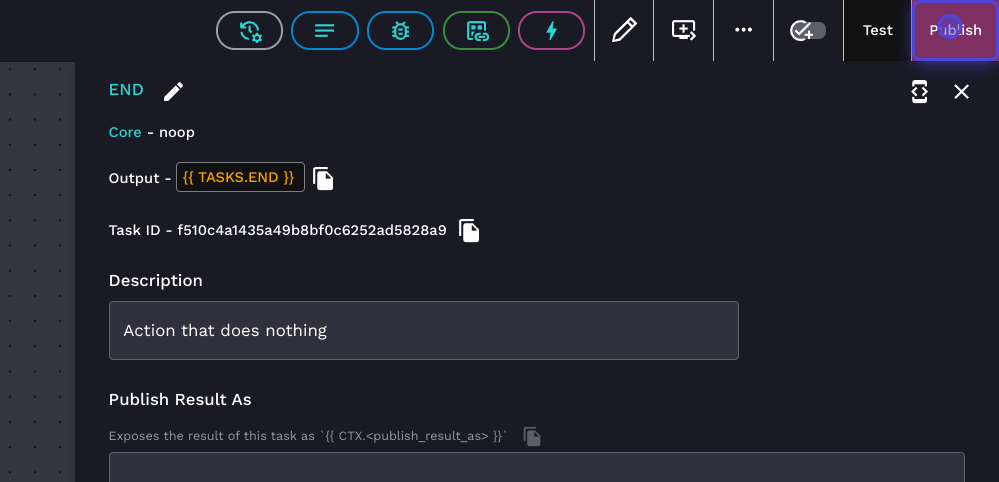 Test
Publish
END
Core - noop
Output - {{ TASKS.END }}
Task ID - f510c4a1435a49b8bf0c6252ad5828a9
Description
Action that does nothing
Publish Result As
Exposes the result of this task as `{{ CTX.<publish_result_as> }}`